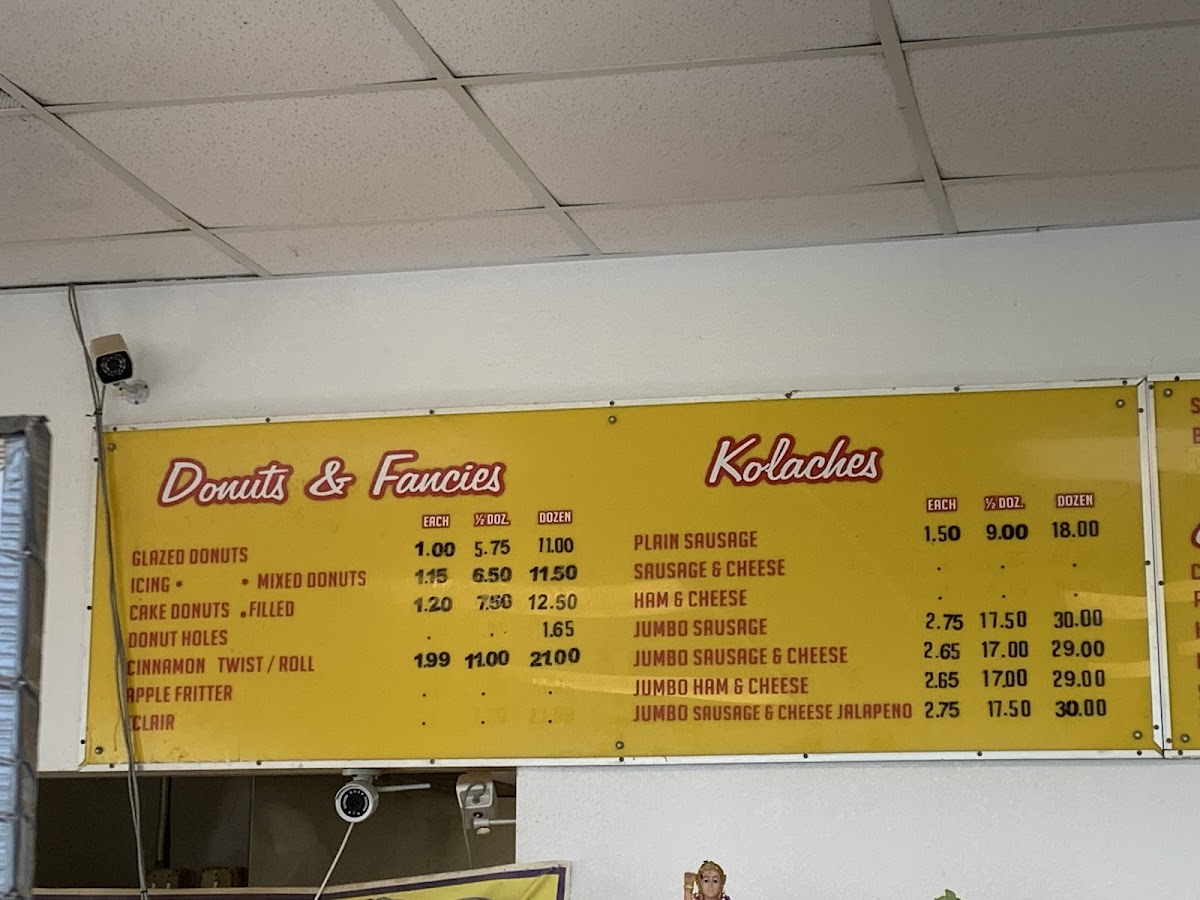 Donuts & Fancies
EACH ½ DOZ. DOZEN
GLAZED DONUTS 1.00 5.75 11.00
ICING • • MIXED DONUTS 1.15 6.50 11.50
CAKE DONUTS • FILLED 1.20 7.50 12.50
DONUT HOLES . . 1.65
CINNAMON TWIST / ROLL 1.99 11.00 21.00
APPLE FRITTER . . .
ECLAIR . . .
Kolaches
EACH ½ DOZ. DOZEN
PLAIN SAUSAGE 1.50 9.00 18.00
SAUSAGE & CHEESE . . .
HAM & CHEESE . . .
JUMBO SAUSAGE 2.75 17.50 30.00
JUMBO SAUSAGE & CHEESE 2.65 17.00 29.00
JUMBO HAM & CHEESE 2.65 17.00 29.00
JUMBO SAUSAGE & CHEESE JALAPENO 2.75 17.50 30.00